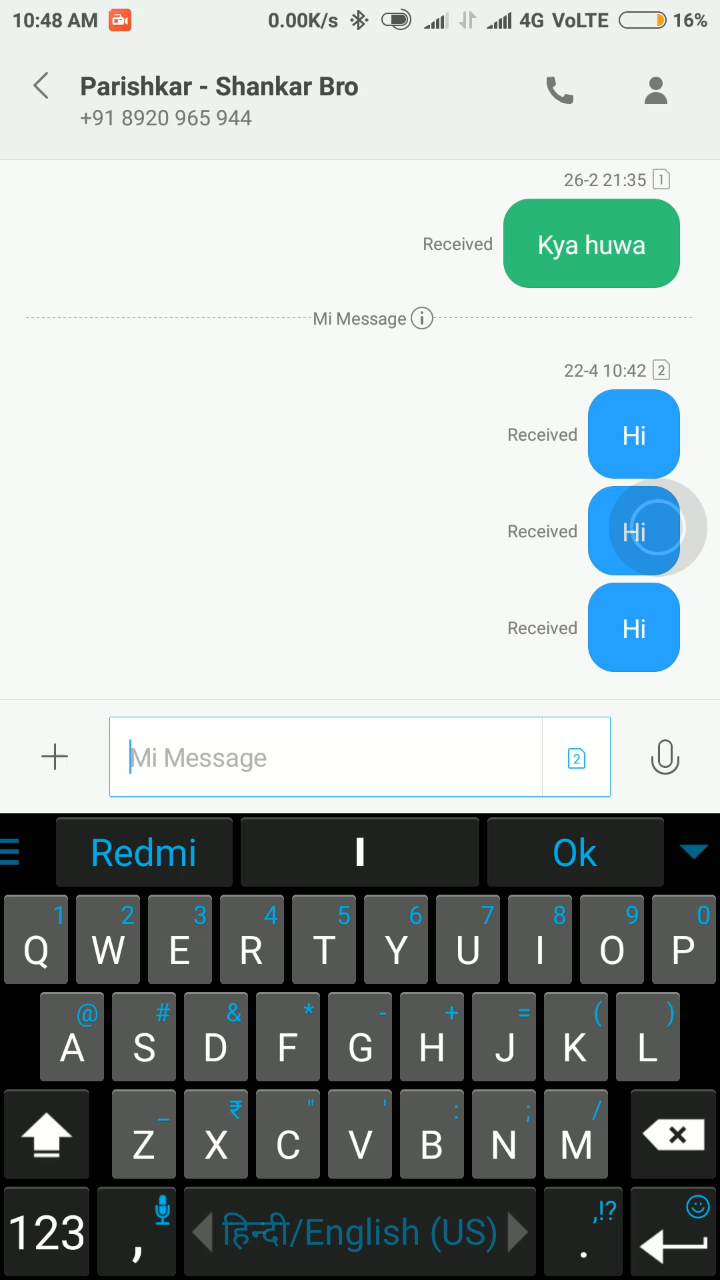 10:48 AM 0.00K/s 4G VoLTE 16%
Parishkar - Shankar Bro
+91 8920 965 944
26-2 21:35 1
Received Kya huwa
Mi Message i
22-4 10:42 2
Received Hi
Received Hi
Received Hi
Mi Message 2
Redmi I Ok
1 2 3 4 5 6 7 8 9 0
Q W E R T Y U I O P
@ # & * - + = ( )
A S D F G H J K L
_ ₹ " ' : ; /
Z X C V B N M
,!?
123 , हिन्दी/English (US) .